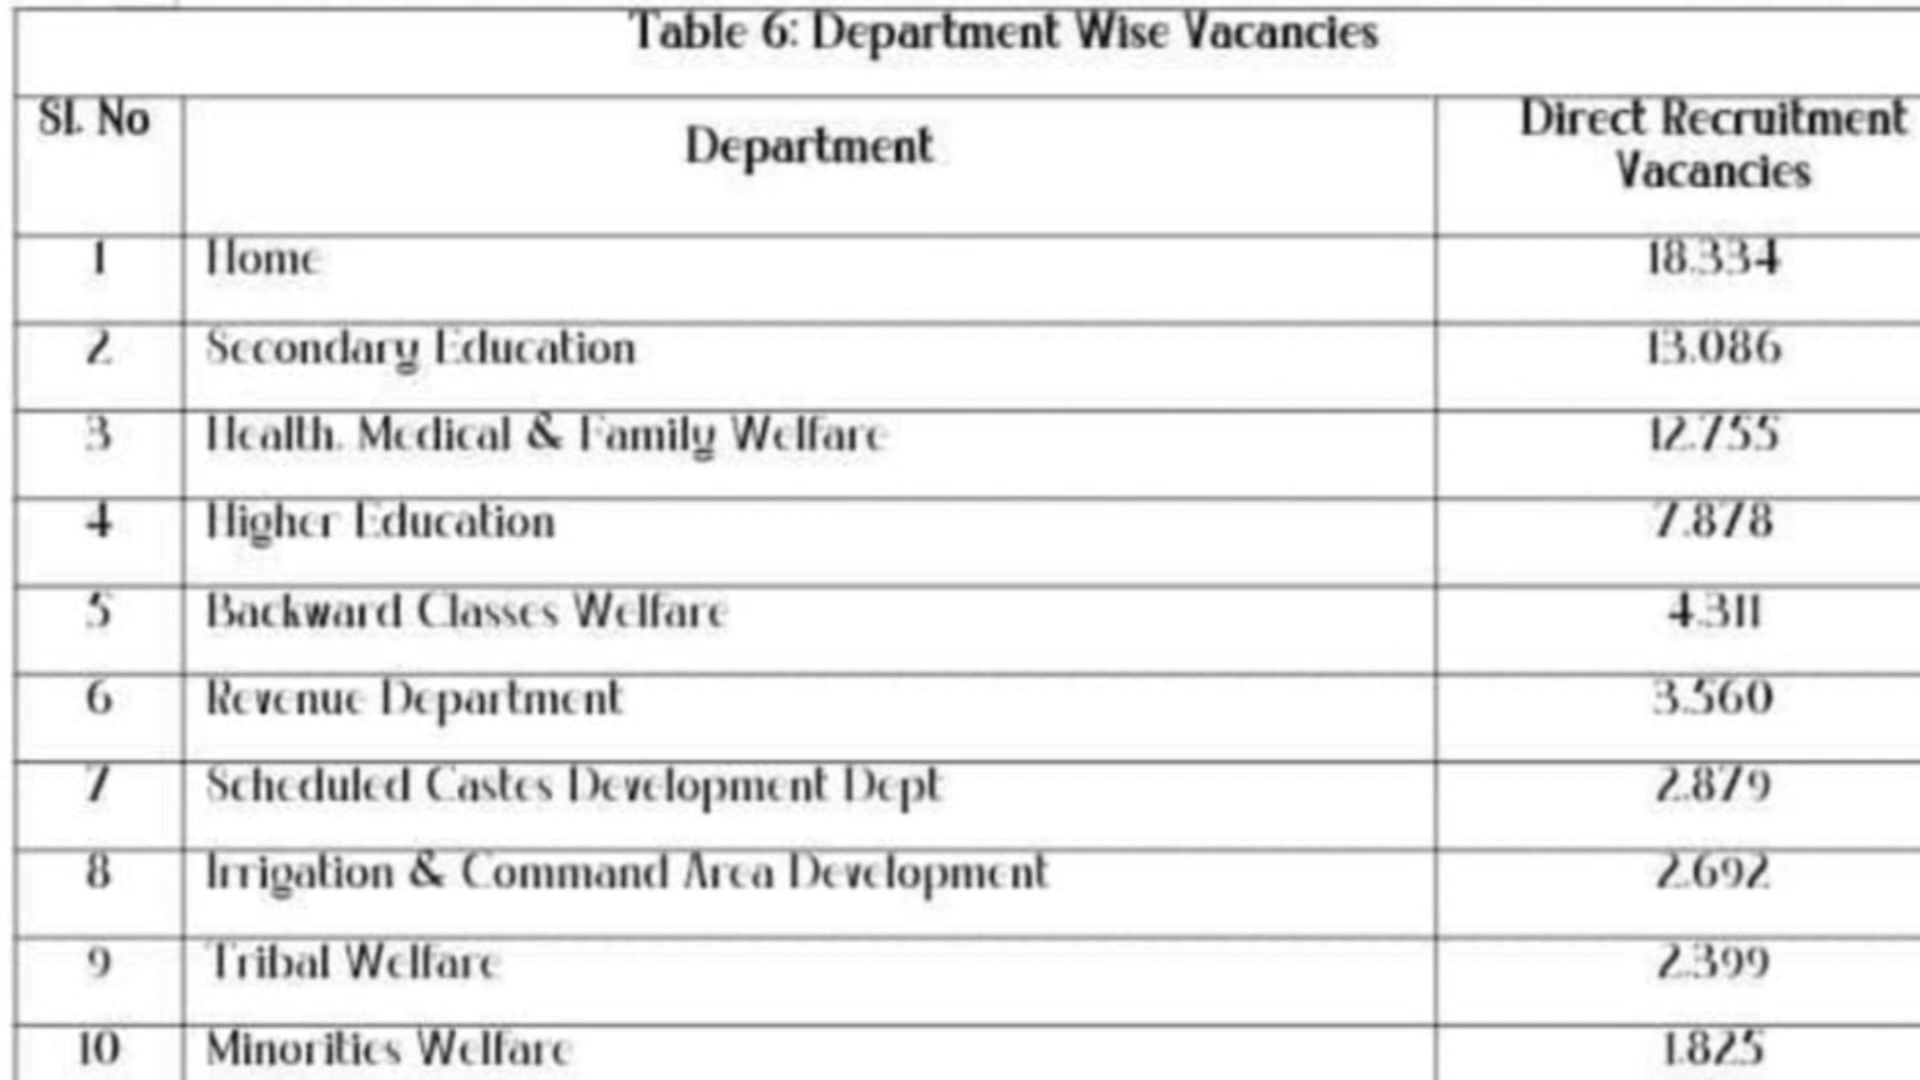 Table 6: Department Wise Vacancies
Sl. No Department Direct Recruitment Vacancies
1 Home 18,334
2 Secondary Education 13,086
3 Health, Medical & Family Welfare 12,755
4 Higher Education 7,878
5 Backward Classes Welfare 4,311
6 Revenue Department 3,560
7 Scheduled Castes Development Dept 2,879
8 Irrigation & Command Area Development 2,692
9 Tribal Welfare 2,399
10 Minorities Welfare 1,825